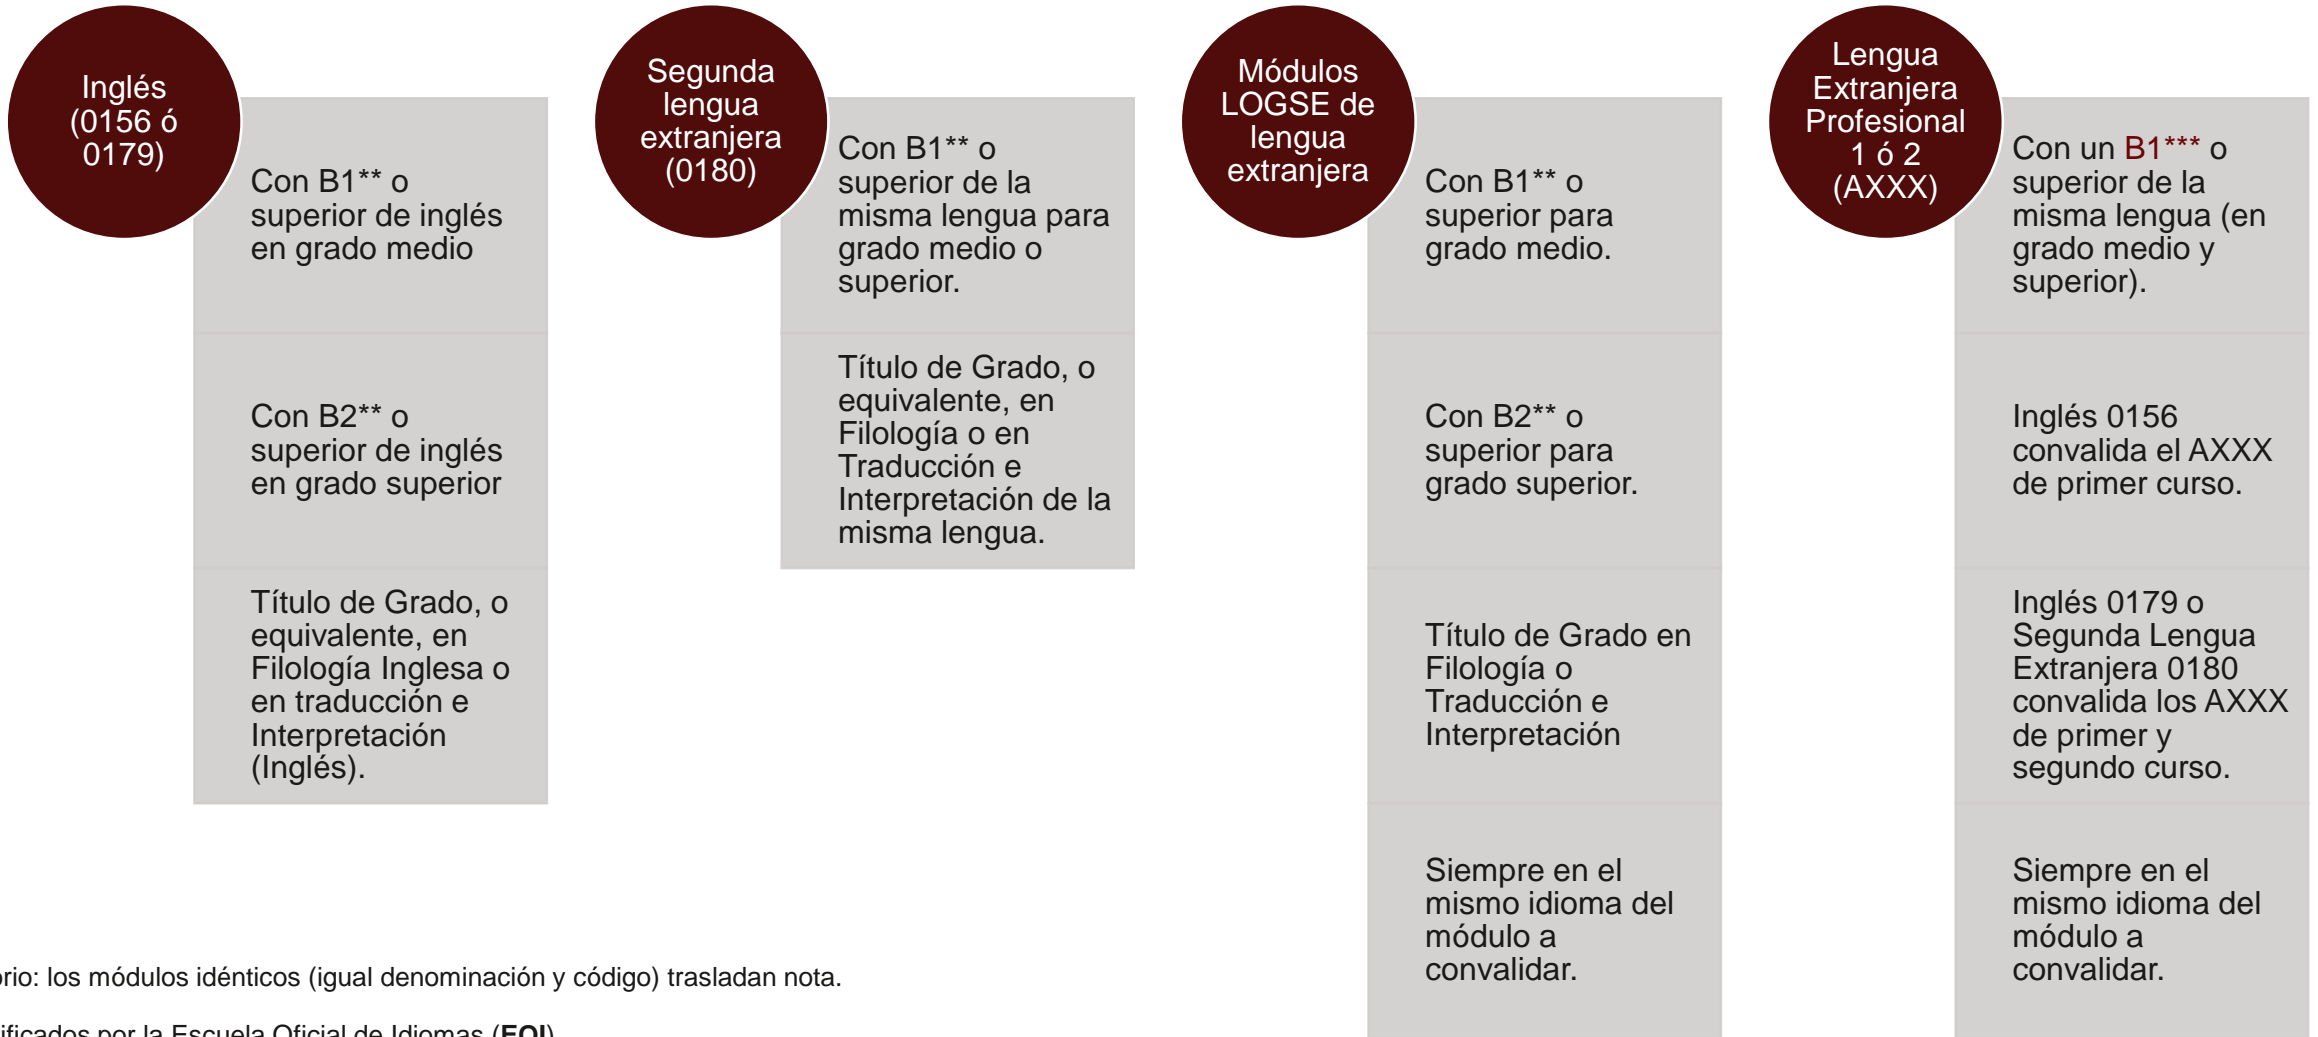 Inglés
(0156 ó
0179)
Con B1** o
superior de inglés
en grado medio
Con B2** o
superior de inglés
en grado superior
Título de Grado, o
equivalente, en
Filología Inglesa o
en traducción e
Interpretación
(Inglés).
Segunda
lengua
extranjera
(0180)
Con B1** o
superior de la
misma lengua para
grado medio o
superior.
Título de Grado, o
equivalente, en
Filología o en
Traducción e
Interpretación de la
misma lengua.
Módulos
LOGSE de
lengua
extranjera
Con B1** o
superior para
grado medio.
Con B2** o
superior para
grado superior.
Título de Grado en
Filología o
Traducción e
Interpretación
Siempre en el
mismo idioma del
módulo a
convalidar.
Lengua
Extranjera
Profesional
1 ó 2
(AXXX)
Con un B1*** o
superior de la
misma lengua (en
grado medio y
superior).
Inglés 0156
convalida el AXXX
de primer curso.
Inglés 0179 o
Segunda Lengua
Extranjera 0180
convalida los AXXX
de primer y
segundo curso.
Siempre en el
mismo idioma del
módulo a
convalidar.
los módulos idénticos (igual denominación y código) trasladan nota.
por la Escuela Oficial de Idiomas (EOI)